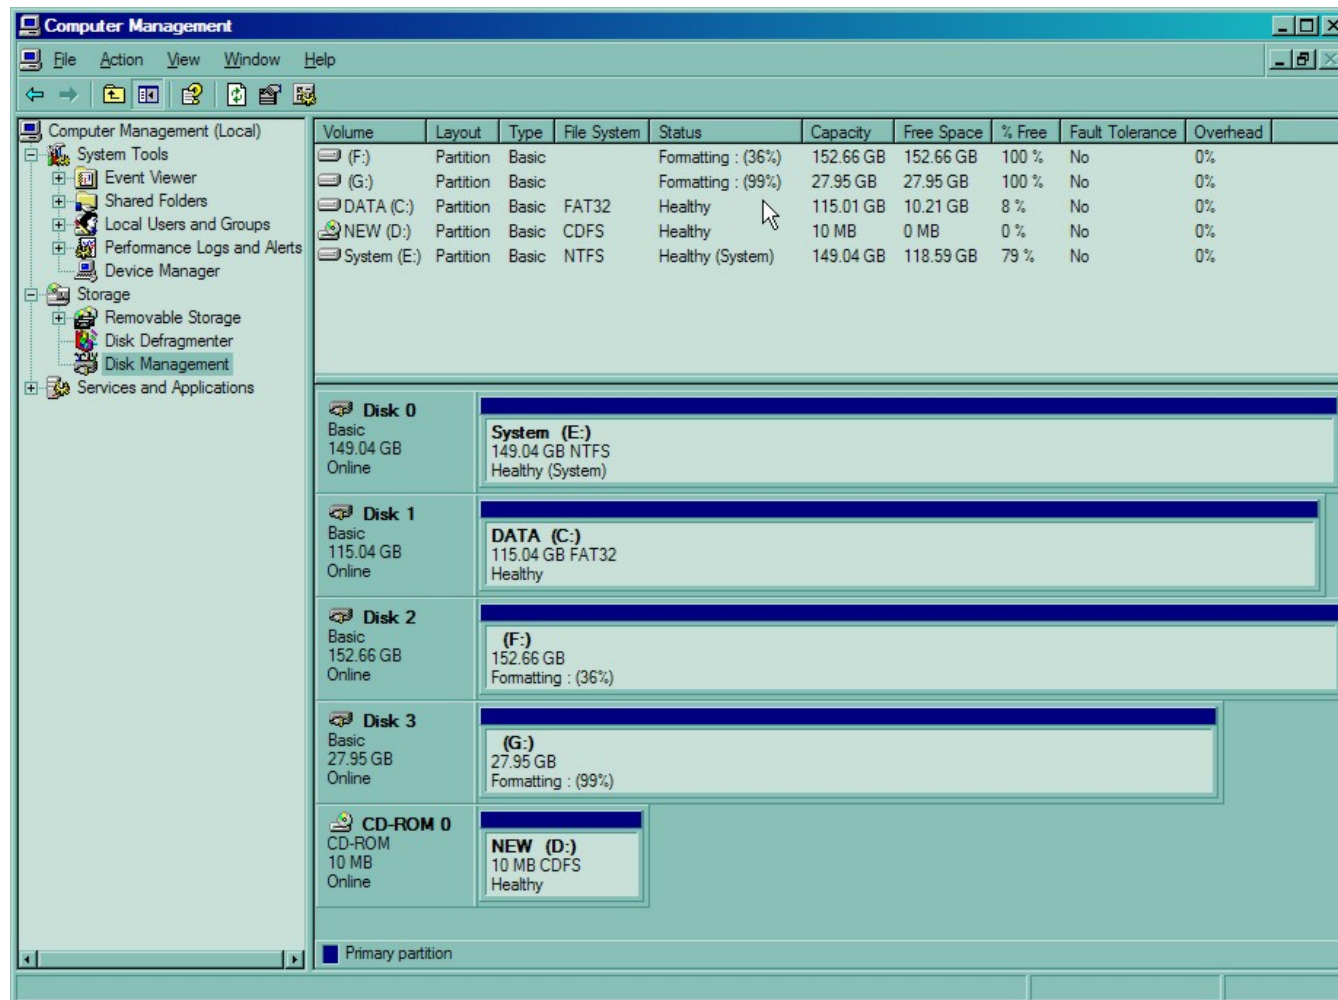 Computer Management
File Action View Window Help
Computer Management (Local)
System Tools
Event Viewer
Shared Folders
Local Users and Groups
Performance Logs and Alerts
Device Manager
Storage
Removable Storage
Disk Defragmenter
Disk Management
Services and Applications
Volume Layout Type File System Status Capacity Free Space % Free Fault Tolerance Overhead
(F:) Partition Basic Formatting : (36%) 152.66 GB 152.66 GB 100 % No 0%
(G:) Partition Basic Formatting : (99%) 27.95 GB 27.95 GB 100 % No 0%
DATA (C:) Partition Basic FAT32 Healthy 115.01 GB 10.21 GB 8 % No 0%
NEW (D:) Partition Basic CDFS Healthy 10 MB 0 MB 0 % No 0%
System (E:) Partition Basic NTFS Healthy (System) 149.04 GB 118.59 GB 79 % No 0%
Disk 0
Basic
149.04 GB
Online
System (E:)
149.04 GB NTFS
Healthy (System)
Disk 1
Basic
115.04 GB
Online
DATA (C:)
115.04 GB FAT32
Healthy
Disk 2
Basic
152.66 GB
Online
(F:)
152.66 GB
Formatting : (36%)
Disk 3
Basic
27.95 GB
Online
(G:)
27.95 GB
Formatting : (99%)
CD-ROM 0
CD-ROM
10 MB
Online
NEW (D:)
10 MB CDFS
Healthy
Primary partition